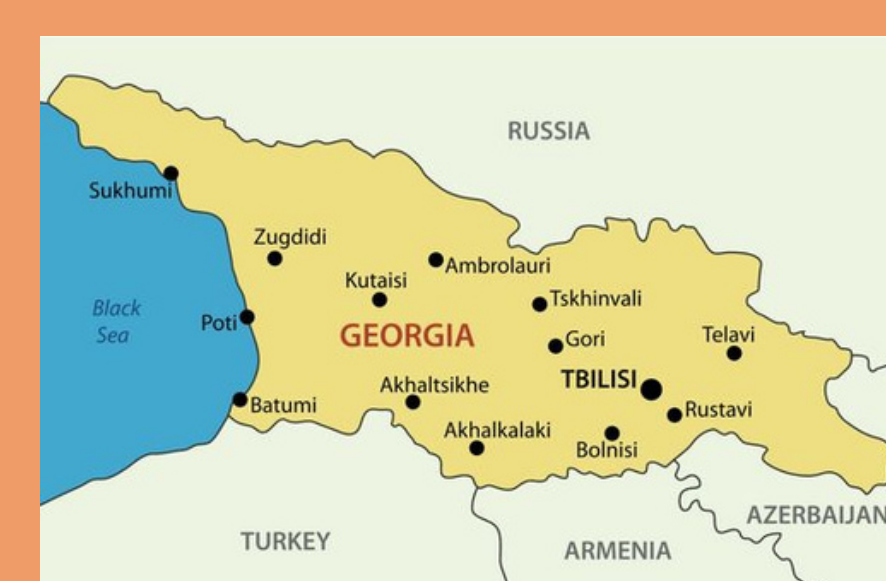 RUSSIA
Sukhumi
Zugdidi
Ambrolauri
Kutaisi
Tskhinvali
Black
Sea
Poti
GEORGIA
Gori
Telavi
TBILISI
Akhaltsikhe
Batumi
Rustavi
Akhalkalaki
Bolnisi
AZERBAIJAN
TURKEY
ARMENIA